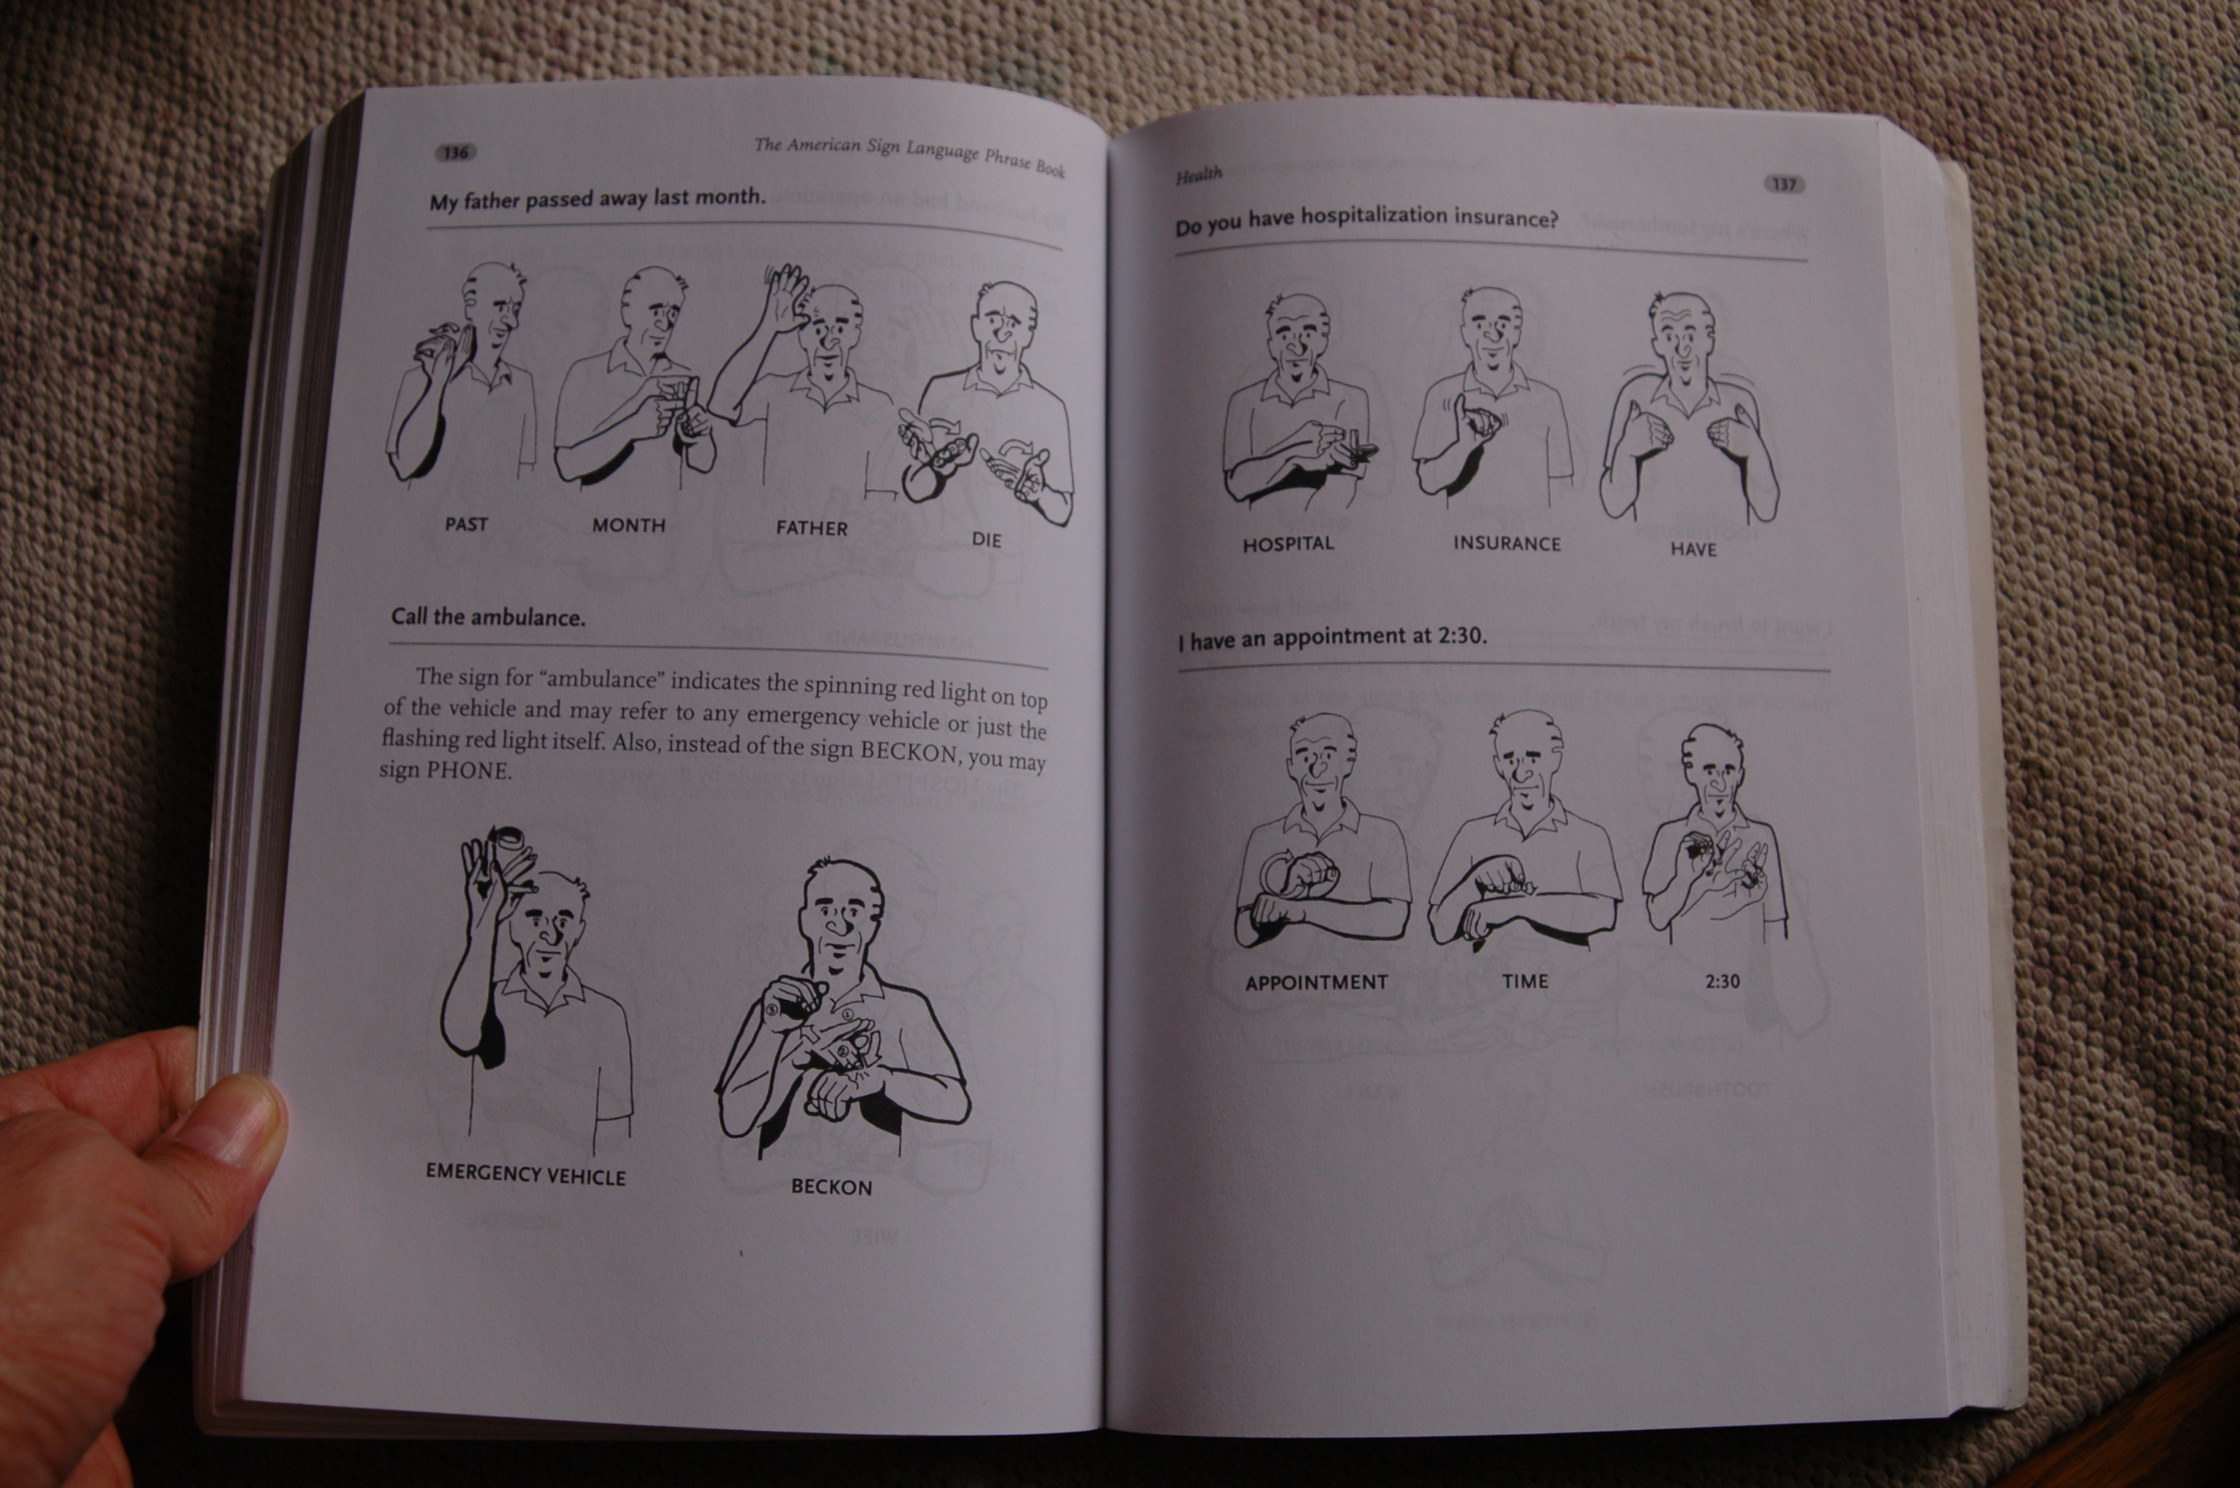 136
The American Sign Language Phrase Book
My father passed away last month.
PAST MONTH FATHER DIE
Call the ambulance.
The sign for “ambulance” indicates the spinning red light on top
of the vehicle and may refer to any emergency vehicle or just the
flashing red light itself. Also, instead of the sign BECKON, you may
sign PHONE.
EMERGENCY VEHICLE BECKON
Health
137
Do you have hospitalization insurance?
HOSPITAL INSURANCE HAVE
I have an appointment at 2:30.
APPOINTMENT TIME 2:30